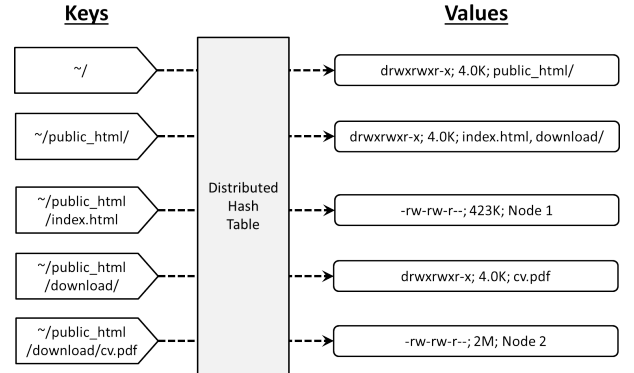 Keys
Values
~/
drwxrwxr-x; 4.0K; public_html/
~/public_html/
drwxrwxr-x; 4.0K; index.html, download/
Distributed
Hash
Table
~/public_html
/index.html
-rw-rw-r--; 423K; Node 1
~/public_html
/download/
drwxrwxr-x; 4.0K; cv.pdf
~/public_html
/download/cv.pdf
-rw-rw-r--; 2M; Node 2